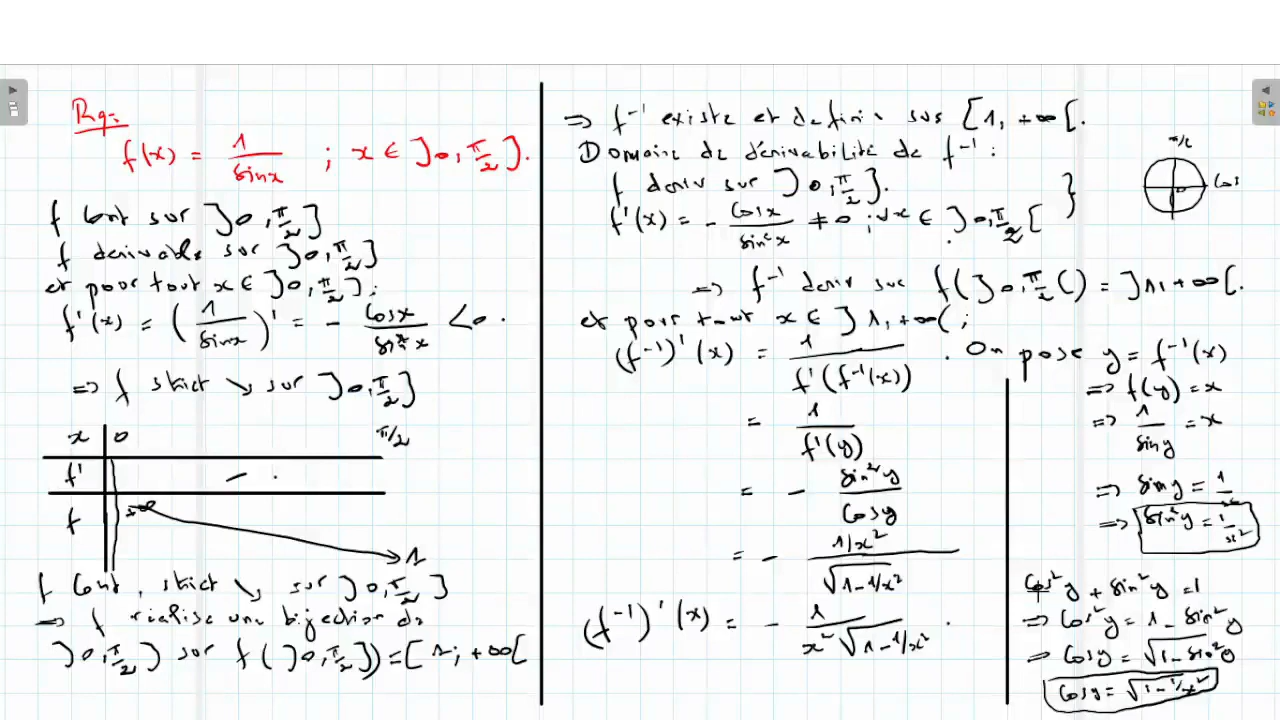 Rq:
f(x) = 1/sinx ; x ∈ ]0, π/2].
f cont sur ]0, π/2]
f derivable sur ]0, π/2]
et pour tout x ∈ ]0, π/2];
f'(x) = (1/sinx)' = - cosx/sin²x < 0.
⇒ f strict ↘ sur ]0, π/2]
x 0 π/2
f' -
f +∞ 1
f cont, strict ↘ sur ]0, π/2]
⇒ f réalise une bijection de
]0, π/2] sur f(]0, π/2]) = [1; +∞[
⇒ f⁻¹ existe et definie sur [1, +∞[.
Domaine de dérivabilité de f⁻¹ :
f deriv sur ]0, π/2].
f'(x) = - cosx/sin²x ≠ 0 ; ∀x ∈ ]0, π/2[ }
⇒ f⁻¹ deriv sur f(]0, π/2[) = ]1, +∞[.
et pour tout x ∈ ]1, +∞[ ;
(f⁻¹)'(x) = 1/f'(f⁻¹(x)) .
= 1/f'(y)
= - sin²y/cosy
= - (1/x²)/√(1-1/x²)
(f⁻¹)'(x) = - 1/(x²√(1-1/x²)) .
π/2
cos
On pose y = f⁻¹(x)
⇒ f(y) = x
⇒ 1/siny = x
⇒ siny = 1/x
⇒ sin²y = 1/x²
cos²y + sin²y = 1
⇒ cos²y = 1 - sin²y
⇒ cosy = √(1 - sin²y)
cosy = √(1 - 1/x²)